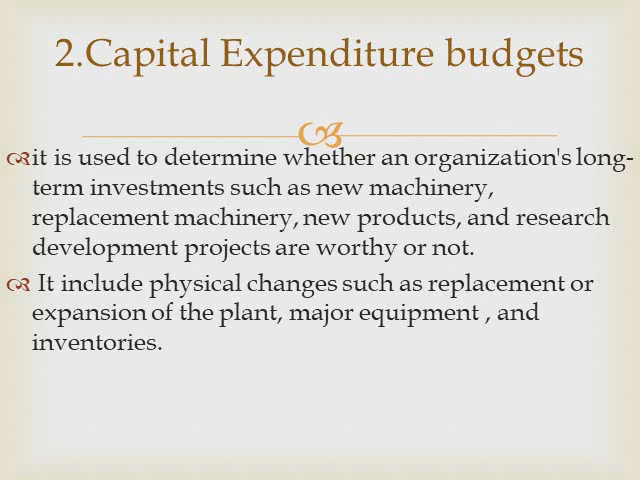 2.Capital Expenditure budgets
it is used to determine whether an organization's long-
term investments such as new machinery,
replacement machinery, new products, and research
development projects are worthy or not.
It include physical changes such as replacement or
expansion of the plant, major equipment , and
inventories.